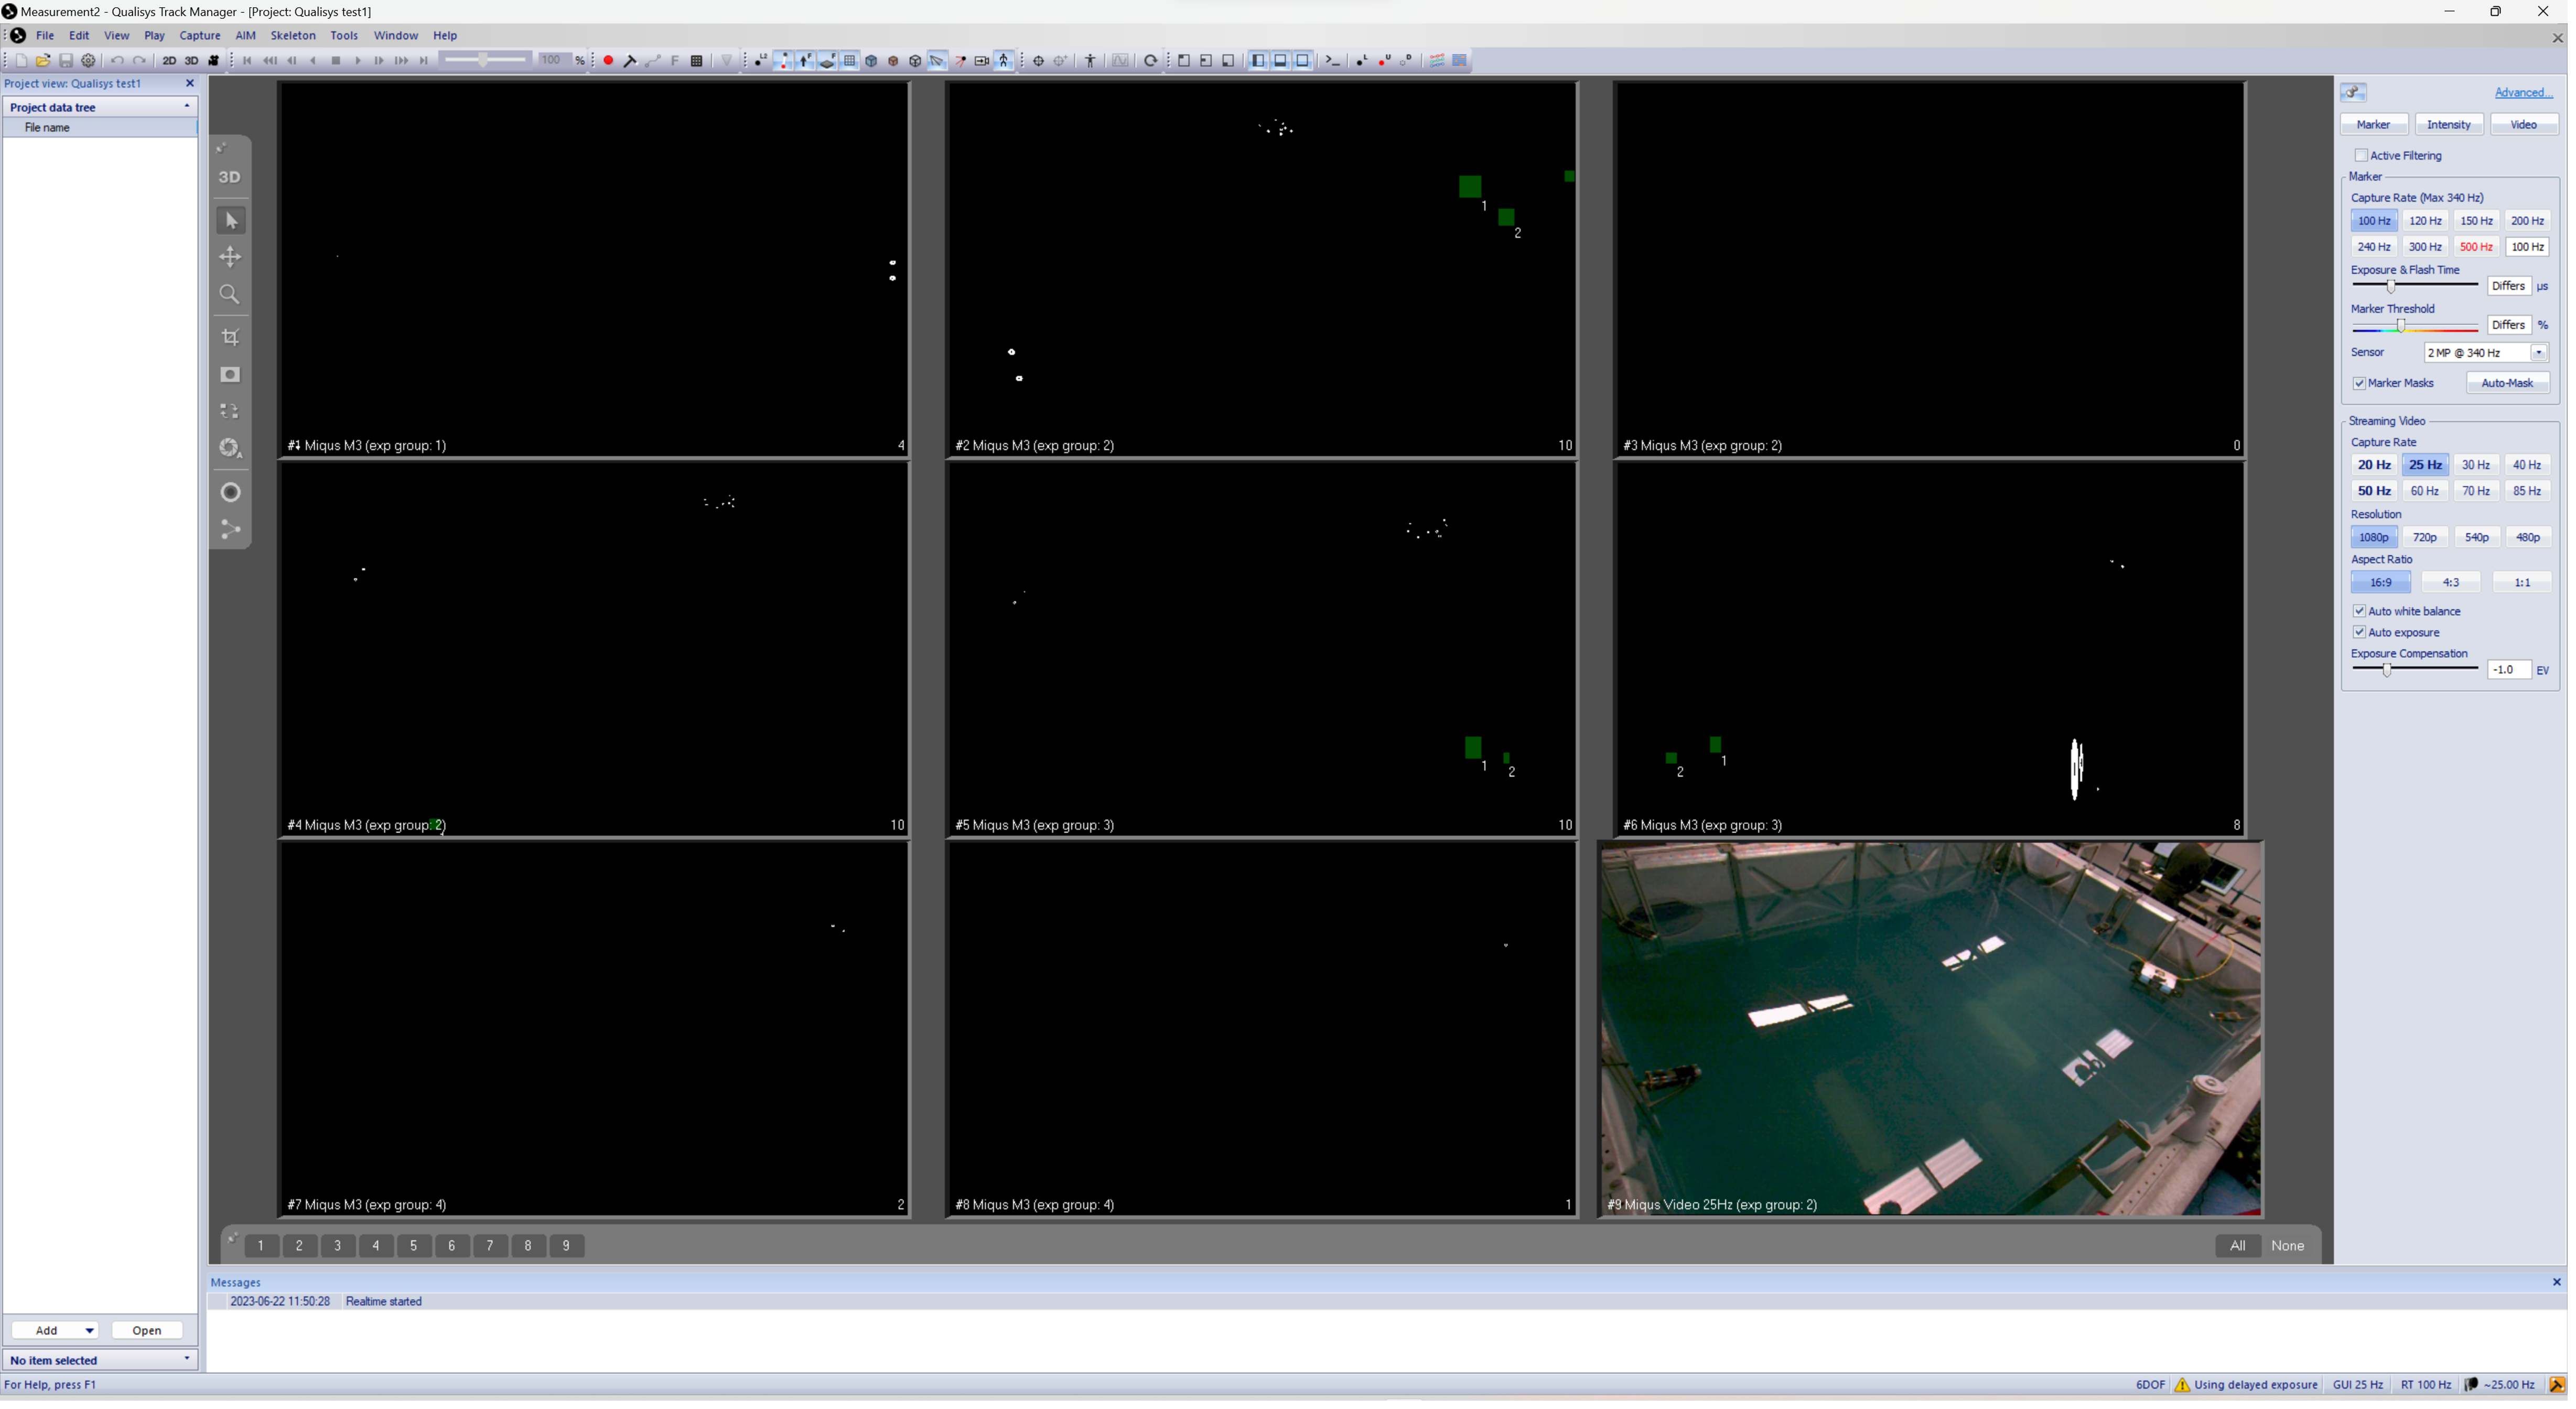 Measurement2 - Qualisys Track Manager - [Project: Qualisys test1]
File Edit View Play Capture AIM Skeleton Tools Window Help
2D 3D 100 % F
Project view: Qualisys test1
Project data tree
File name
Add Open
No item selected
3D
#1 Miqus M3 (exp group: 1) 4
1
2
#2 Miqus M3 (exp group: 2) 10
#3 Miqus M3 (exp group: 2) 0
#4 Miqus M3 (exp group: 2) 10
1 2
#5 Miqus M3 (exp group: 3) 10
2 1
#6 Miqus M3 (exp group: 3) 8
#7 Miqus M3 (exp group: 4) 2
#8 Miqus M3 (exp group: 4) 1
#9 Miqus Video 25Hz (exp group: 2)
1 2 3 4 5 6 7 8 9 All None
Advanced...
Marker Intensity Video
Active Filtering
Marker
Capture Rate (Max 340 Hz)
100 Hz 120 Hz 150 Hz 200 Hz
240 Hz 300 Hz 500 Hz 100 Hz
Exposure & Flash Time
Differs µs
Marker Threshold
Differs %
Sensor 2 MP @ 340 Hz
Marker Masks Auto-Mask
Streaming Video
Capture Rate
20 Hz 25 Hz 30 Hz 40 Hz
50 Hz 60 Hz 70 Hz 85 Hz
Resolution
1080p 720p 540p 480p
Aspect Ratio
16:9 4:3 1:1
Auto white balance
Auto exposure
Exposure Compensation
-1.0 EV
Messages
2023-06-22 11:50:28 Realtime started
For Help, press F1
6DOF Using delayed exposure GUI 25 Hz RT 100 Hz ~25.00 Hz